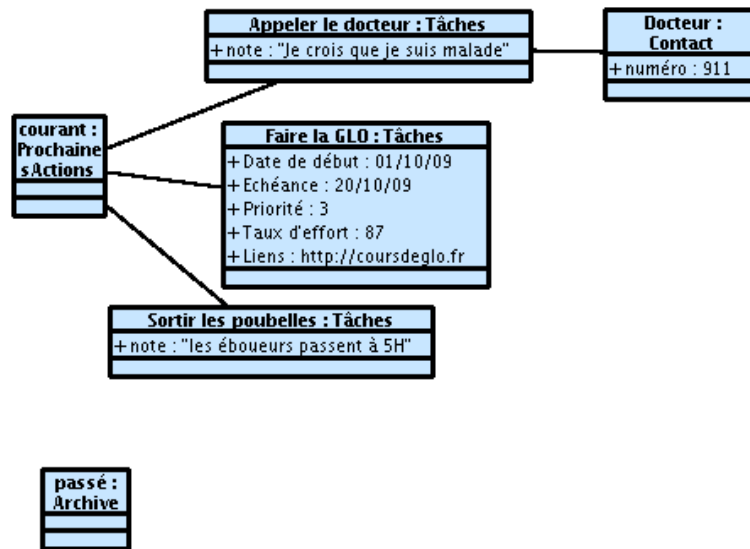 Appeler le docteur : Tâches
+ note : "Je crois que je suis malade"
Docteur :
Contact
+ numéro : 911
courant :
Prochaine
sActions
Faire la GLO : Tâches
+ Date de début : 01/10/09
+ Echéance : 20/10/09
+ Priorité : 3
+ Taux d'effort : 87
+ Liens : http://coursdeglo.fr
Sortir les poubelles : Tâches
+ note : "les éboueurs passent à 5H"
passé :
Archive